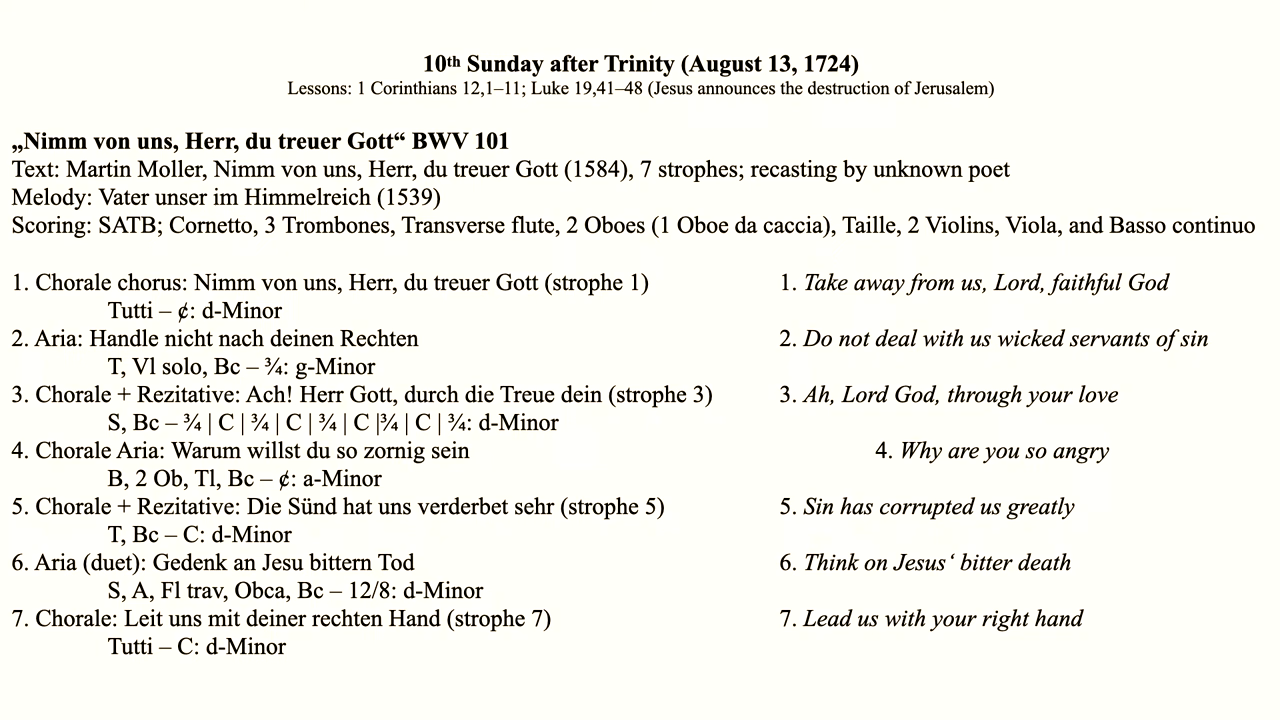 10th Sunday after Trinity (August 13, 1724)
Lessons: 1 Corinthians 12,1–11; Luke 19,41–48 (Jesus announces the destruction of Jerusalem)
„Nimm von uns, Herr, du treuer Gott“ BWV 101
Text: Martin Moller, Nimm von uns, Herr, du treuer Gott (1584), 7 strophes; recasting by unknown poet
Melody: Vater unser im Himmelreich (1539)
Scoring: SATB; Cornetto, 3 Trombones, Transverse flute, 2 Oboes (1 Oboe da caccia), Taille, 2 Violins, Viola, and Basso continuo
1. Chorale chorus: Nimm von uns, Herr, du treuer Gott (strophe 1) 1. Take away from us, Lord, faithful God
Tutti – ¢: d-Minor
2. Aria: Handle nicht nach deinen Rechten 2. Do not deal with us wicked servants of sin
T, Vl solo, Bc – ¾: g-Minor
3. Chorale + Rezitative: Ach! Herr Gott, durch die Treue dein (strophe 3) 3. Ah, Lord God, through your love
S, Bc – ¾ | C | ¾ | C | ¾ | C |¾ | C | ¾: d-Minor
4. Chorale Aria: Warum willst du so zornig sein 4. Why are you so angry
B, 2 Ob, Tl, Bc – ¢: a-Minor
5. Chorale + Rezitative: Die Sünd hat uns verderbet sehr (strophe 5) 5. Sin has corrupted us greatly
T, Bc – C: d-Minor
6. Aria (duet): Gedenk an Jesu bittern Tod 6. Think on Jesus‘ bitter death
S, A, Fl trav, Obca, Bc – 12/8: d-Minor
7. Chorale: Leit uns mit deiner rechten Hand (strophe 7) 7. Lead us with your right hand
Tutti – C: d-Minor